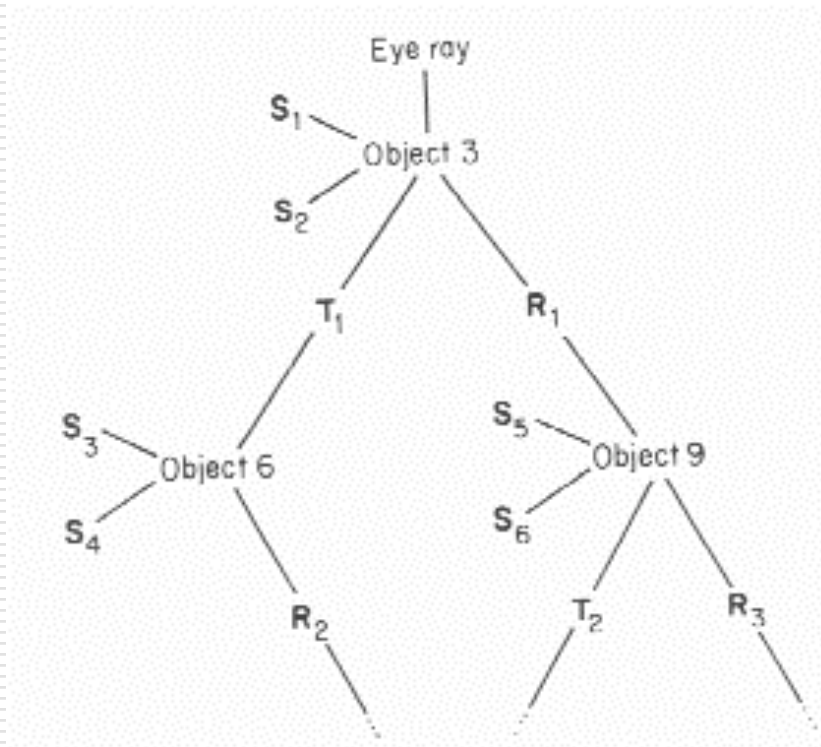 Eye ray
S1
Object 3
S2
T1
R1
S3
S5
Object 6
Object 9
S4
S6
R2
T2
R3